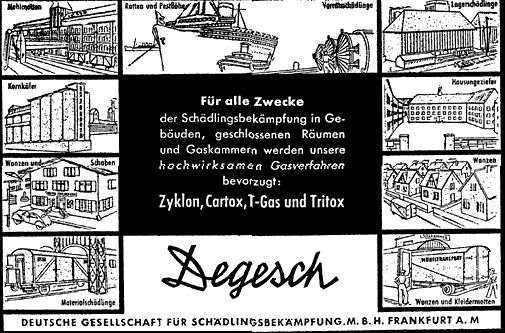 Mehlmotten
Ratten und Pestflöhe
Vorratsschädlinge
Lagerschädlinge
Kornkäfer
Für alle Zwecke
der Schädlingsbekämpfung in Ge-
bäuden, geschlossenen Räumen
und Gaskammern werden unsere
hochwirksamen Gasverfahren
bevorzugt:
Zyklon, Cartox, T-Gas und Tritox
Hausungeziefer
Wanzen und Schaben
Wanzen
Degesch
Materialschädlinge
MÖBELTRANSPORT
Wanzen und Kleidermotten
DEUTSCHE GESELLSCHAFT FÜR SCHÄDLINGSBEKÄMPFUNG.M.B.H. FRANKFURT A.M